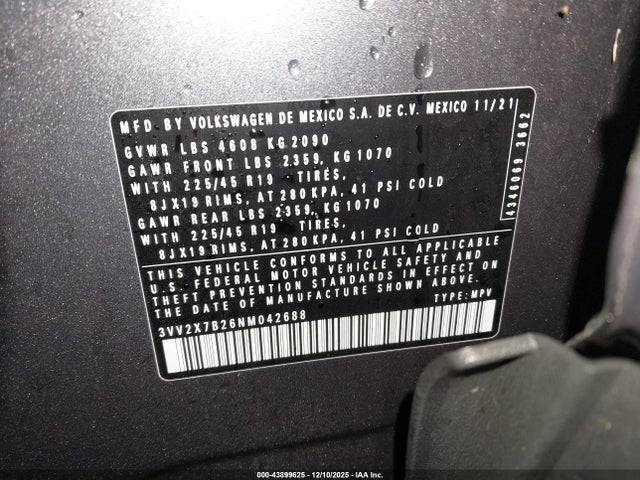 MFD. BY VOLKSWAGEN DE MEXICO S.A. DE C.V. MEXICO 11/21
GVWR LBS 4608 KG 2090
GAWR FRONT LBS 2359, KG 1070
WITH 225/45 R19 TIRES,
8JX19 RIMS, AT 280 KPA, 41 PSI COLD
GAWR REAR LBS 2359, KG 1070
WITH 225/45 R19 TIRES,
8JX19 RIMS, AT 280 KPA, 41 PSI COLD
THIS VEHICLE CONFORMS TO ALL APPLICABLE
U.S. FEDERAL MOTOR VEHICLE SAFETY AND
THEFT PREVENTION STANDARDS IN EFFECT ON
THE DATE OF MANUFACTURE SHOWN ABOVE.
3VV2X7B26NM042688 TYPE: MPV
4346069 3662
000-43899625 • 12/10/2025 • IAA Inc.